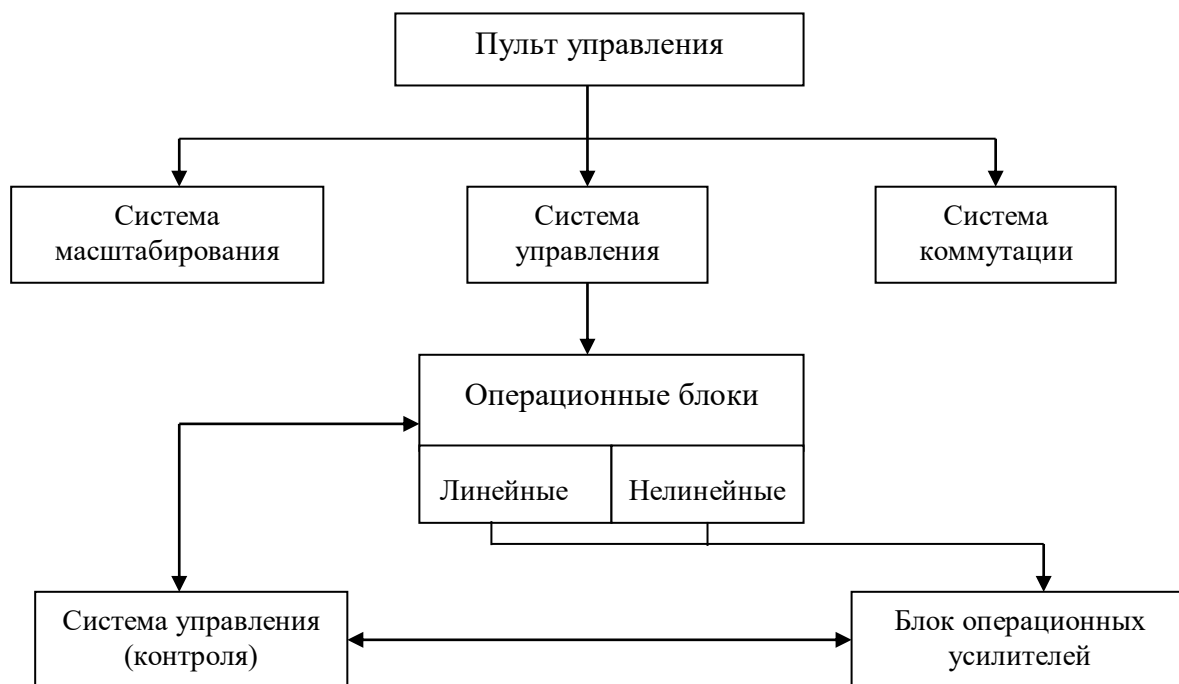 Пульт управления
Система
масштабирования
Система
управления
Система
коммутации
Операционные блоки
Линейные
Нелинейные
Система управления
(контроля)
Блок операционных
усилителей